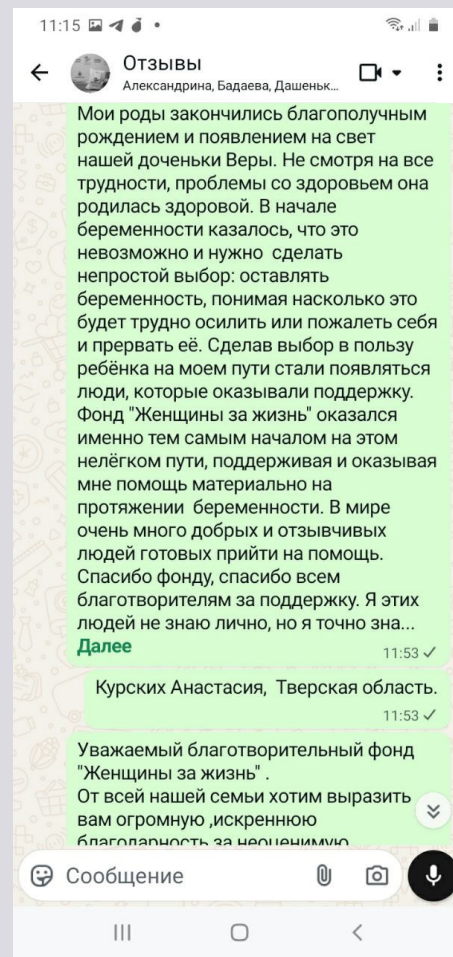 11:15
Отзывы
Александрина, Бадаева, Дашеньк...
Мои роды закончились благополучным
рождением и появлением на свет
нашей доченьки Веры. Не смотря на все
трудности, проблемы со здоровьем она
родилась здоровой. В начале
беременности казалось, что это
невозможно и нужно сделать
непростой выбор: оставлять
беременность, понимая насколько это
будет трудно осилить или пожалеть себя
и прервать её. Сделав выбор в пользу
ребёнка на моем пути стали появляться
люди, которые оказывали поддержку.
Фонд "Женщины за жизнь" оказался
именно тем самым началом на этом
нелёгком пути, поддерживая и оказывая
мне помощь материально на
протяжении беременности. В мире
очень много добрых и отзывчивых
людей готовых прийти на помощь.
Спасибо фонду, спасибо всем
благотворителям за поддержку. Я этих
людей не знаю лично, но я точно зна...
Далее
11:53
Курских Анастасия, Тверская область.
11:53
Уважаемый благотворительный фонд
"Женщины за жизнь" .
От всей нашей семьи хотим выразить
вам огромную ,искреннюю
благодарность за неоценимую
Сообщение